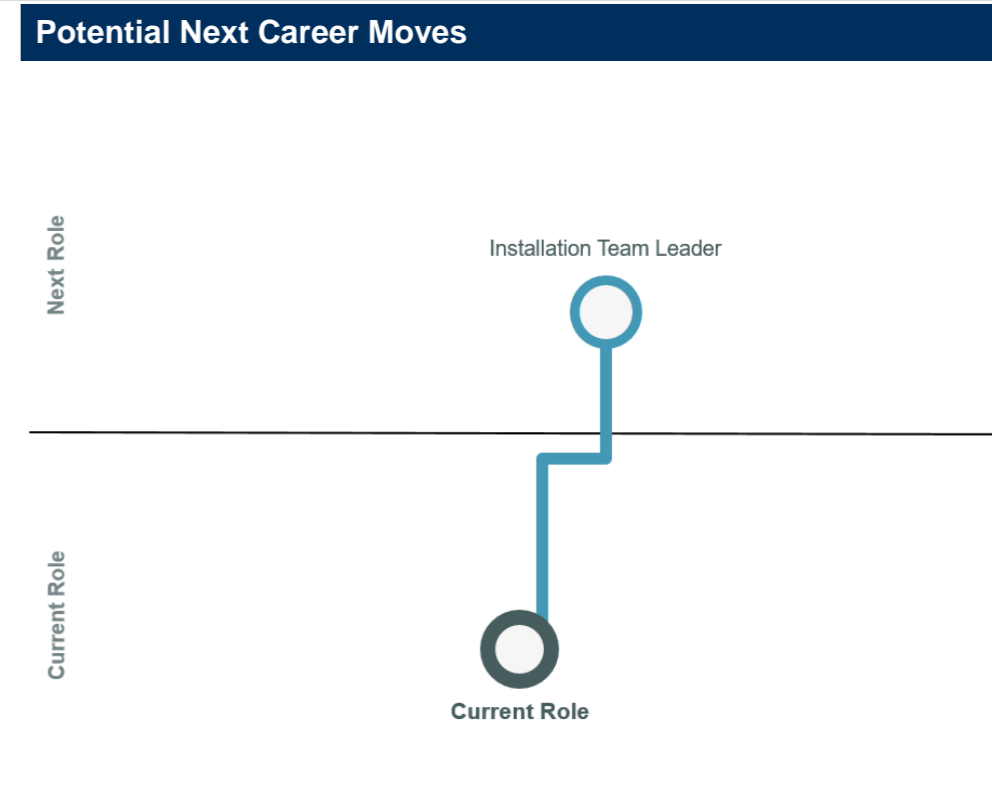 Potential Next Career Moves
Next Role
Installation Team Leader
Current Role
Current Role